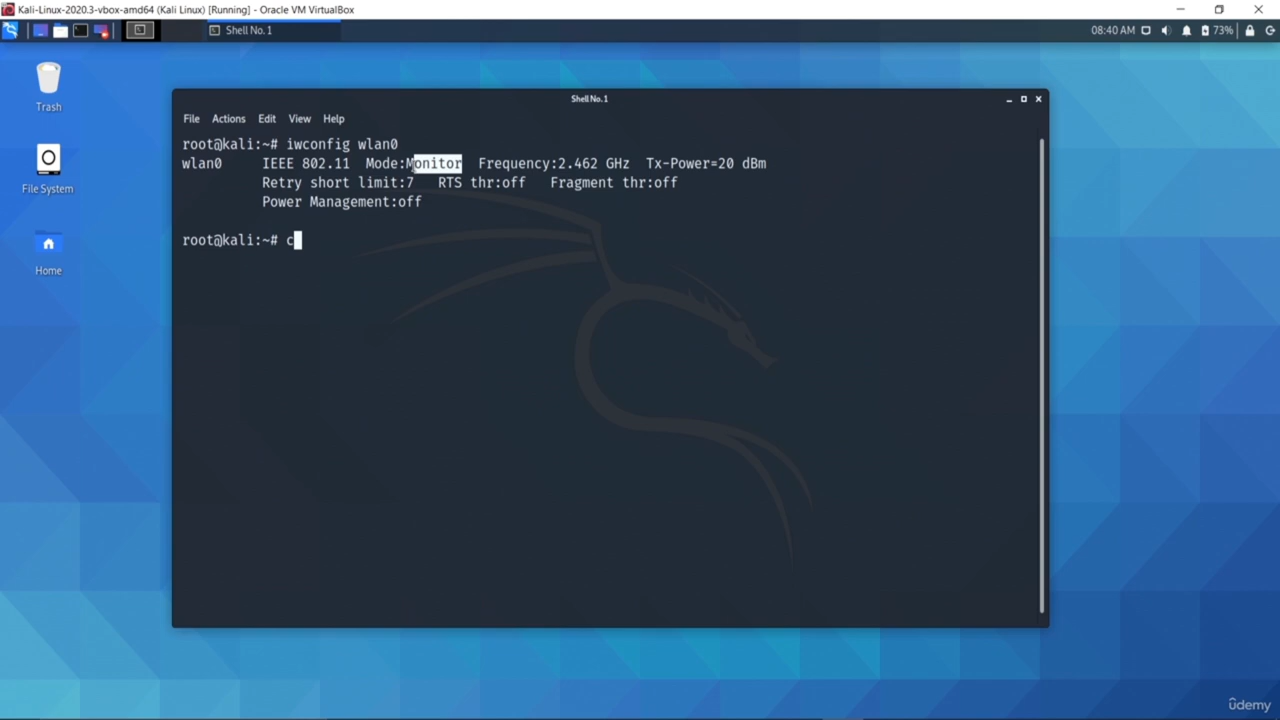 Kali-Linux-2020.3-vbox-amd64 (Kali Linux) [Running] - Oracle VM VirtualBox
Shell No. 1
08:40 AM
73%
Trash
File System
Home
Shell No. 1
File Actions Edit View Help
root@kali:~# iwconfig wlan0
wlan0     IEEE 802.11  Mode:Monitor  Frequency:2.462 GHz  Tx-Power=20 dBm
          Retry short limit:7   RTS thr:off   Fragment thr:off
          Power Management:off
root@kali:~# c
ûdemy